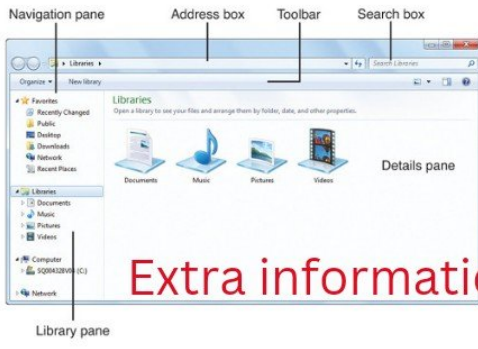 Navigation pane
Address box
Toolbar
Search box
Libraries
Search Libraries
Organize
New library
Favorites
Recently Changed
Public
Desktop
Downloads
Network
Recent Places
Libraries
Open a library to see your files and arrange them by folder, date, and other properties.
Documents
Music
Pictures
Videos
Details pane
Libraries
Documents
Music
Pictures
Videos
Computer
Network
Extra informatio
Library pane